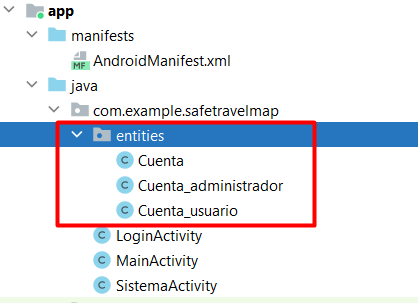 app
manifests
MF AndroidManifest.xml
java
com.example.safetravelmap
entities
C Cuenta
C Cuenta_administrador
C Cuenta_usuario
C LoginActivity
C MainActivity
C SistemaActivity